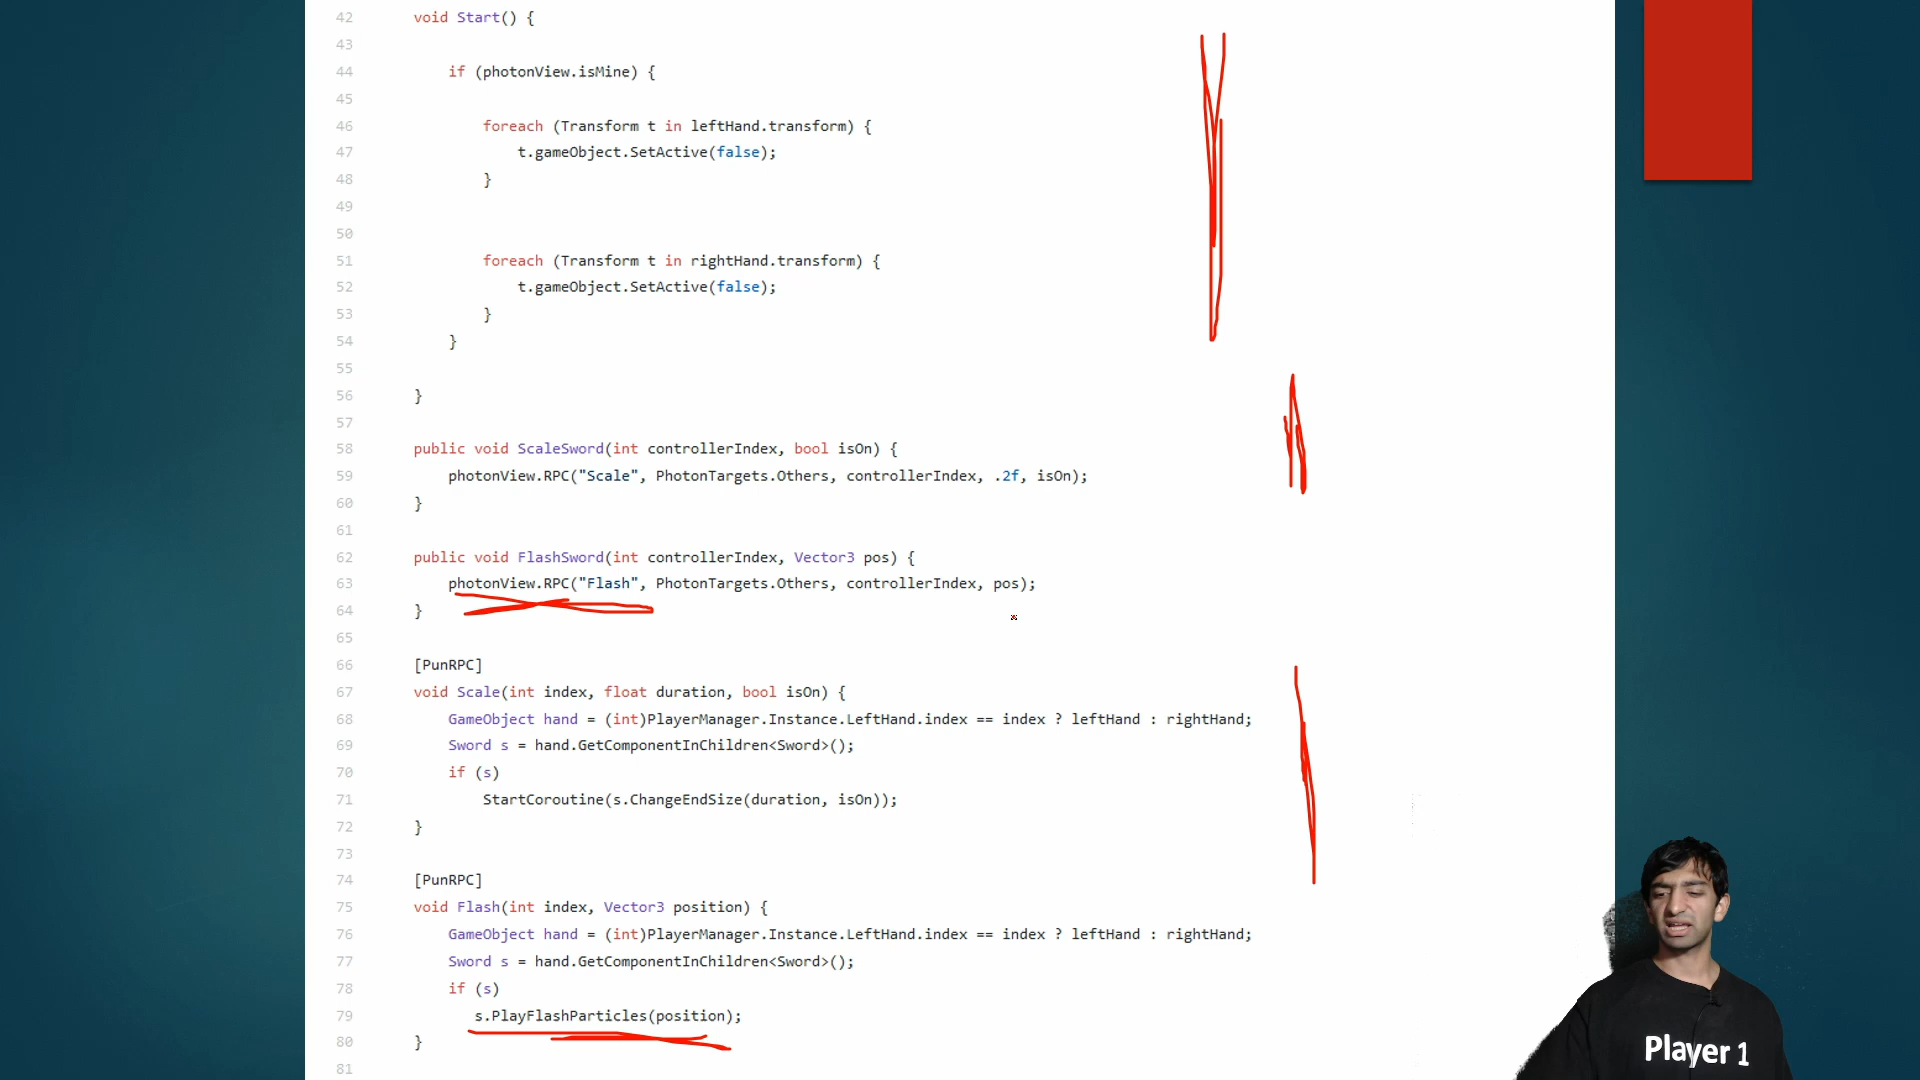 42 void Start() {
43
44 if (photonView.isMine) {
45
46 foreach (Transform t in leftHand.transform) {
47 t.gameObject.SetActive(false);
48 }
49
50
51 foreach (Transform t in rightHand.transform) {
52 t.gameObject.SetActive(false);
53 }
54 }
55
56 }
57
58 public void ScaleSword(int controllerIndex, bool isOn) {
59 photonView.RPC("Scale", PhotonTargets.Others, controllerIndex, .2f, isOn);
60 }
61
62 public void FlashSword(int controllerIndex, Vector3 pos) {
63 photonView.RPC("Flash", PhotonTargets.Others, controllerIndex, pos);
64 }
65
66 [PunRPC]
67 void Scale(int index, float duration, bool isOn) {
68 GameObject hand = (int)PlayerManager.Instance.LeftHand.index == index ? leftHand : rightHand;
69 Sword s = hand.GetComponentInChildren<Sword>();
70 if (s)
71 StartCoroutine(s.ChangeEndSize(duration, isOn));
72 }
73
74 [PunRPC]
75 void Flash(int index, Vector3 position) {
76 GameObject hand = (int)PlayerManager.Instance.LeftHand.index == index ? leftHand : rightHand;
77 Sword s = hand.GetComponentInChildren<Sword>();
78 if (s)
79 s.PlayFlashParticles(position);
80 }
81
Player 1